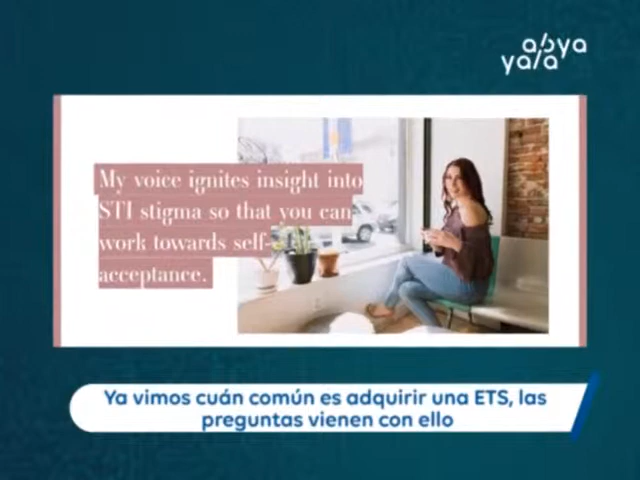 abya
yala
My voice ignites insight into
STI stigma so that you can
work towards self-
acceptance.
Ya vimos cuán común es adquirir una ETS, las
preguntas vienen con ello